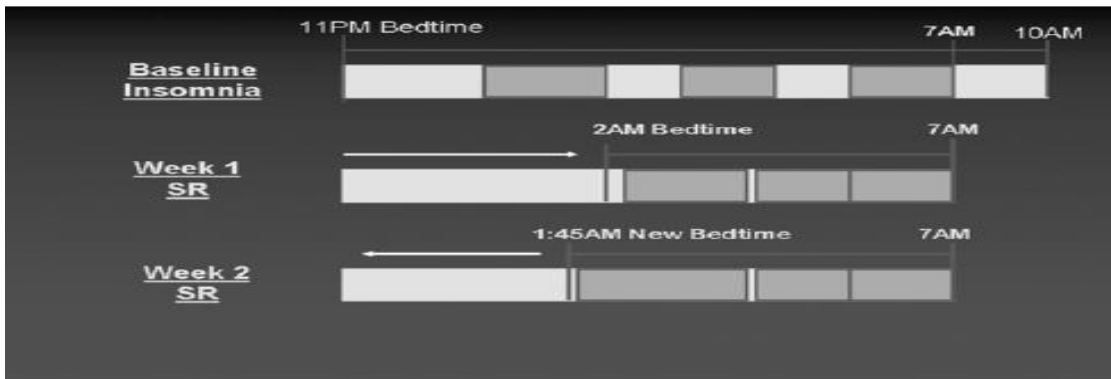 11PM Bedtime
7AM
10AM
Baseline
Insomnia
2AM Bedtime
7AM
Week 1
SR
1:45AM New Bedtime
7AM
Week 2
SR